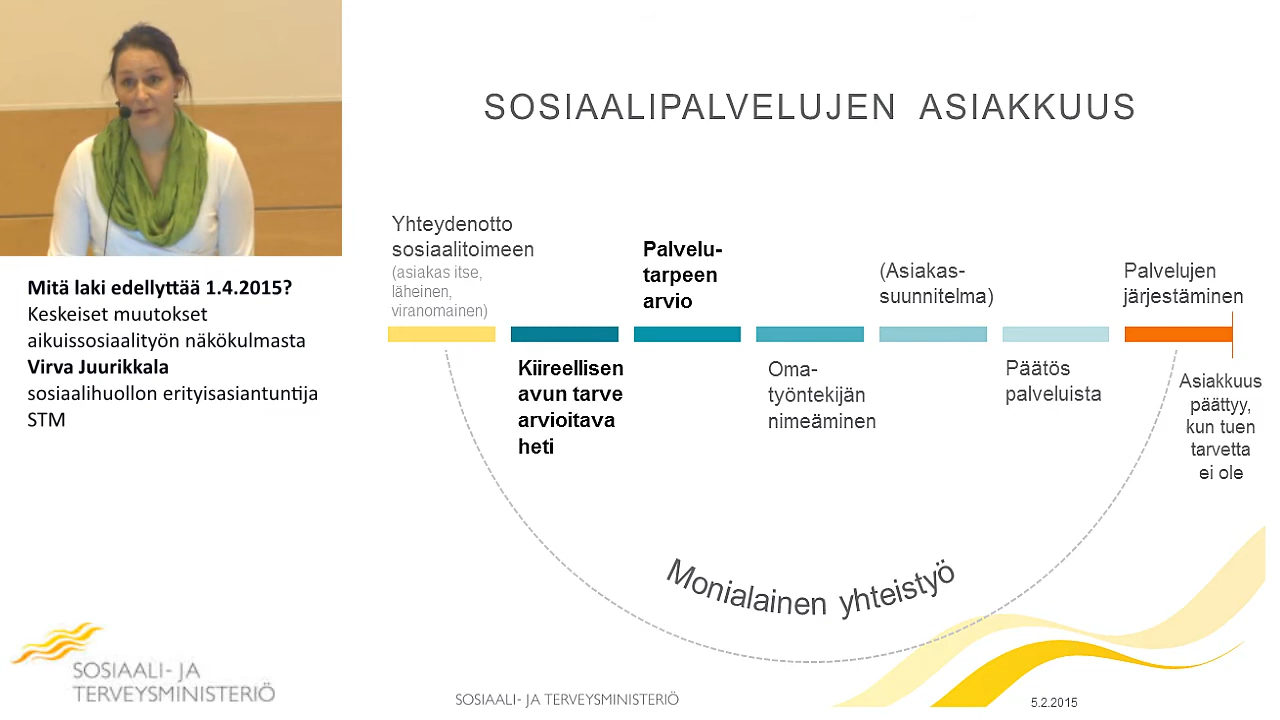 SOSIAALIPALVELUJEN ASIAKKUUS
Mitä laki edellyttää 1.4.2015?
Keskeiset muutokset
aikuissosiaalityön näkökulmasta
Virva Juurikkala
sosiaalihuollon erityisasiantuntija
STM
Yhteydenotto
sosiaalitoimeen
(asiakas itse,
läheinen,
viranomainen)
Kiireellisen
avun tarve
arvioitava
heti
Palvelu-
tarpeen
arvio
Oma-
työntekijän
nimeäminen
(Asiakas-
suunnitelma)
Päätös
palveluista
Palvelujen
järjestäminen
Asiakkuus
päättyy,
kun tuen
tarvetta
ei ole
Monialainen yhteistyö
SOSIAALI- JA
TERVEYSMINISTERIÖ
SOSIAALI- JA TERVEYSMINISTERIÖ
5.2.2015